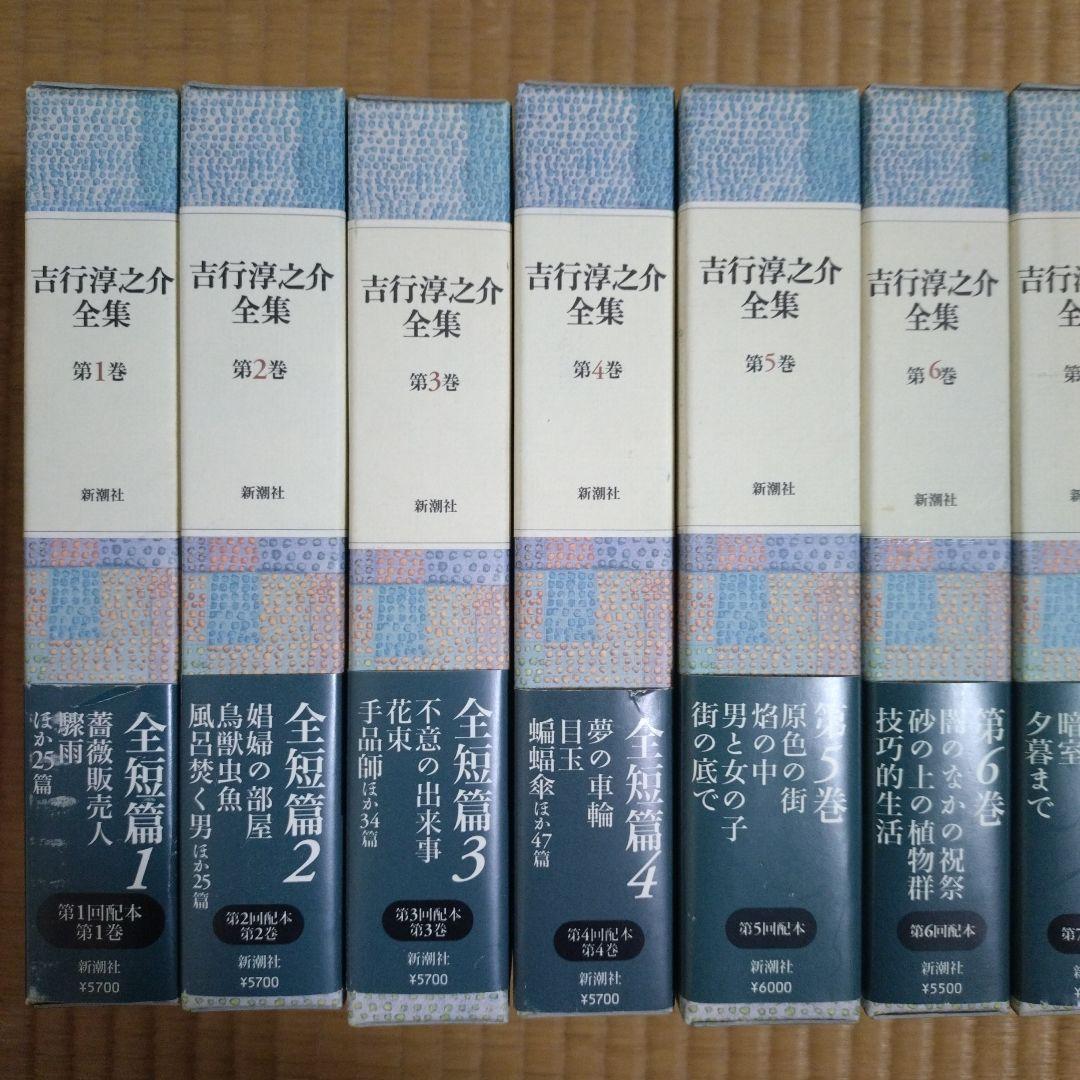 吉行淳之介
全集
第1巻
新潮社
全短篇1
薔薇販売人
驟雨
ほか25篇
第1回配本
第1巻
新潮社
¥5700
吉行淳之介
全集
第2巻
新潮社
全短篇2
娼婦の部屋
鳥獣虫魚
風呂焚く男 ほか25篇
第2回配本
第2巻
新潮社
¥5700
吉行淳之介
全集
第3巻
新潮社
全短篇3
不意の出来事
花束
手品師 ほか34篇
第3回配本
第3巻
新潮社
¥5700
吉行淳之介
全集
第4巻
新潮社
全短篇4
夢の車輪
目玉
蝙蝠傘 ほか47篇
第4回配本
第4巻
新潮社
¥5700
吉行淳之介
全集
第5巻
新潮社
第5巻
原色の街
焔の中
男と女の子
街の底で
第5回配本
新潮社
¥6000
吉行淳之介
全集
第6巻
新潮社
第6巻
闇のなかの祝祭
砂の上の植物群
技巧的生活
第6回配本
新潮社
¥5500
吉行
全
第
新
暗室
夕暮まで
第7